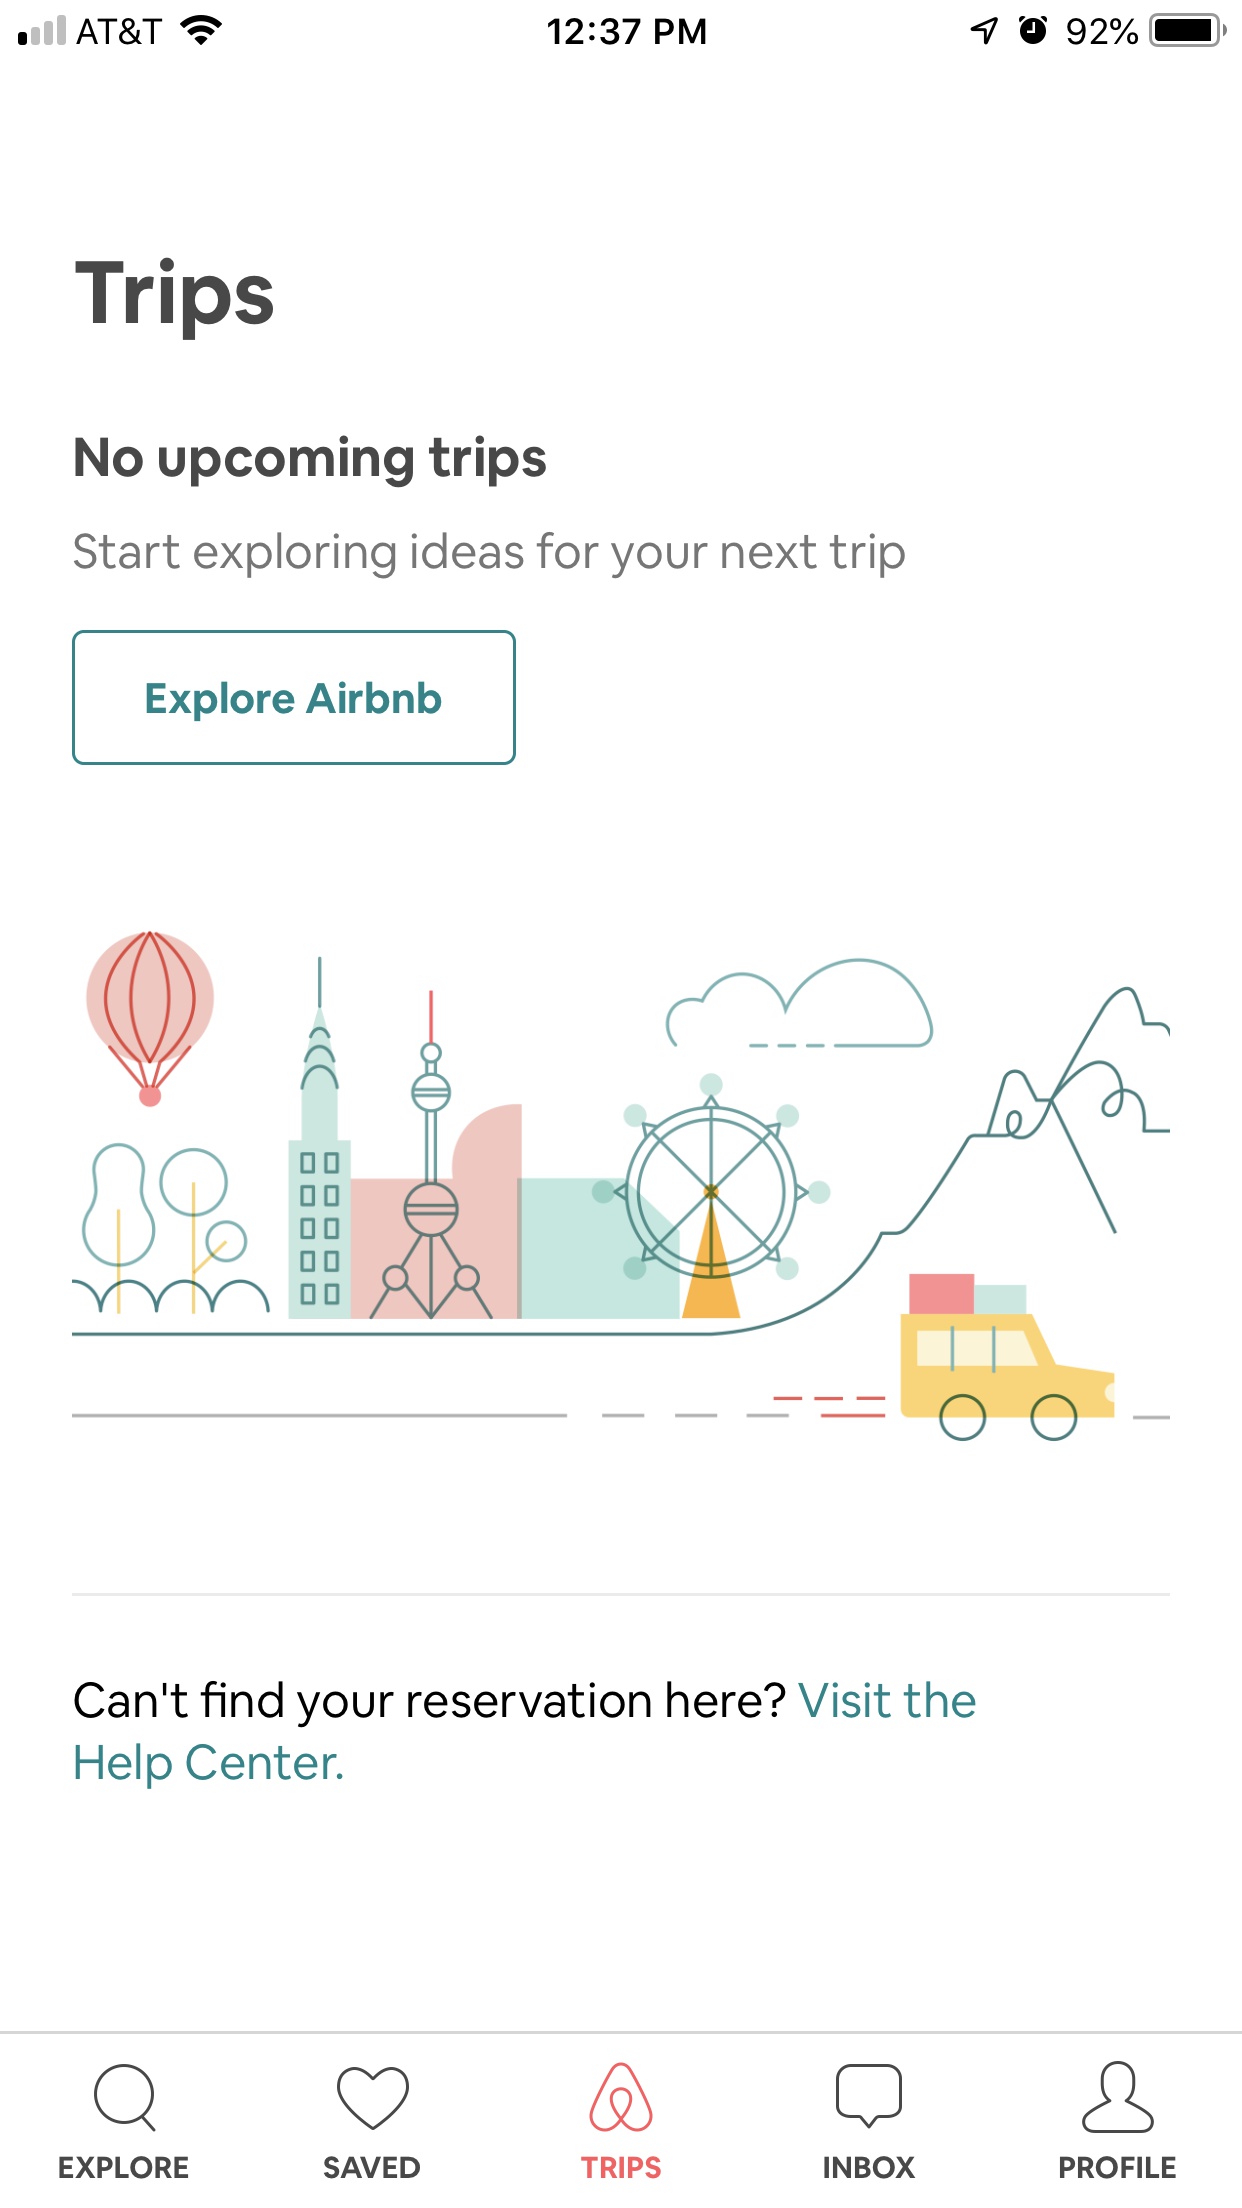 AT&T 12:37 PM 92%
Trips
No upcoming trips
Start exploring ideas for your next trip
Explore Airbnb
Can't find your reservation here? Visit the
Help Center.
EXPLORE SAVED TRIPS INBOX PROFILE